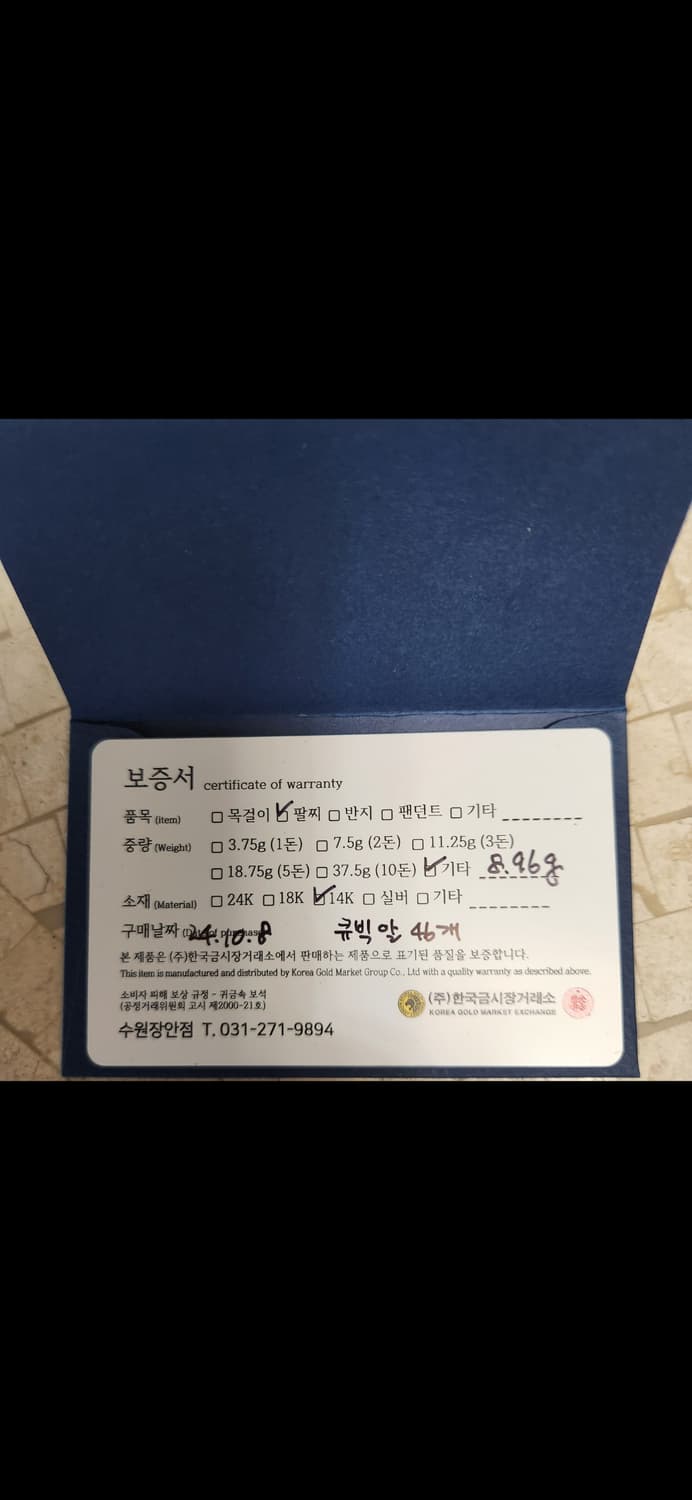 보증서 certificate of warranty
품목 (item) □ 목걸이 ☑ 팔찌 □ 반지 □ 팬던트 □ 기타
중량 (Weight) □ 3.75g (1돈) □ 7.5g (2돈) □ 11.25g (3돈)
□ 18.75g (5돈) □ 37.5g (10돈) ☑ 기타 8.96g
소재 (Material) □ 24K □ 18K ☑ 14K □ 실버 □ 기타
구매날짜 (Date of purchase) 24.10.8 큐빅 알 46개
본 제품은 (주)한국금시장거래소에서 판매하는 제품으로 표기된 품질을 보증합니다.
This item is manufactured and distributed by Korea Gold Market Group Co., Ltd with a quality warranty as described above.
소비자 피해 보상 규정 - 귀금속 보석
(공정거래위원회 고시 제2000-21호)
(주)한국금시장거래소
KOREA GOLD MARKET EXCHANGE
수원장안점 T. 031-271-9894